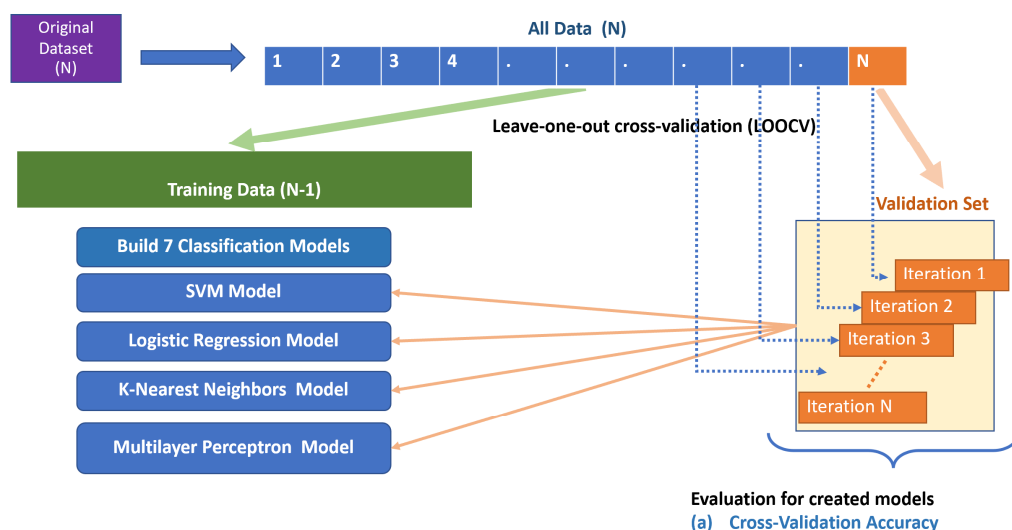 Original
Dataset
(N)
All Data (N)
1 2 3 4 . . . . . . N
Leave-one-out cross-validation (LOOCV)
Training Data (N-1)
Validation Set
Build 7 Classification Models
SVM Model
Logistic Regression Model
K-Nearest Neighbors Model
Multilayer Perceptron Model
Iteration 1
Iteration 2
Iteration 3
Iteration N
Evaluation for created models
(a) Cross-Validation Accuracy